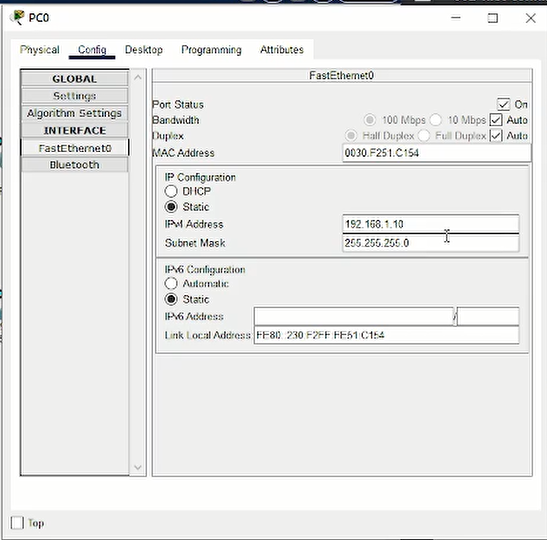 PC0
Physical Config Desktop Programming Attributes
GLOBAL
Settings
Algorithm Settings
INTERFACE
FastEthernet0
Bluetooth
FastEthernet0
Port Status On
Bandwidth 100 Mbps 10 Mbps Auto
Duplex Half Duplex Full Duplex Auto
MAC Address 0030.F251.C154
IP Configuration
DHCP
Static
IPv4 Address 192.168.1.10
Subnet Mask 255.255.255.0
IPv6 Configuration
Automatic
Static
IPv6 Address /
Link Local Address: FE80::230:F2FF:FE51:C154
Top